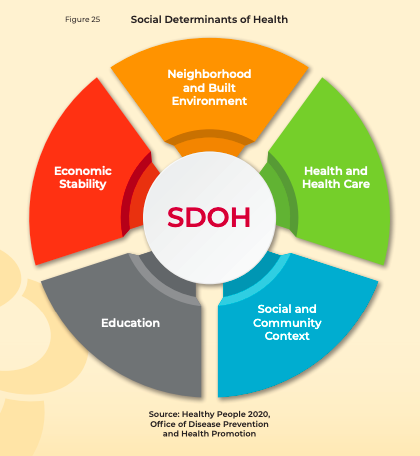 Figure 25
Social Determinants of Health
Neighborhood
and Built
Environment
Economic
Stability
Health and
Health Care
SDOH
Education
Social and
Community
Context
Source: Healthy People 2020,
Office of Disease Prevention
and Health Promotion